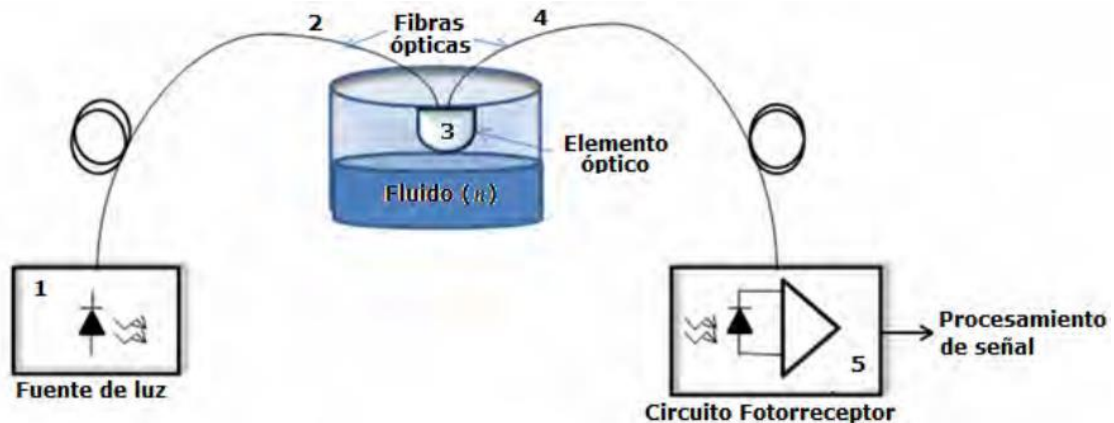 2
Fibras
ópticas
4
3
Elemento
óptico
Fluido (n)
1
Fuente de luz
5
Procesamiento
de señal
Circuito Fotorreceptor